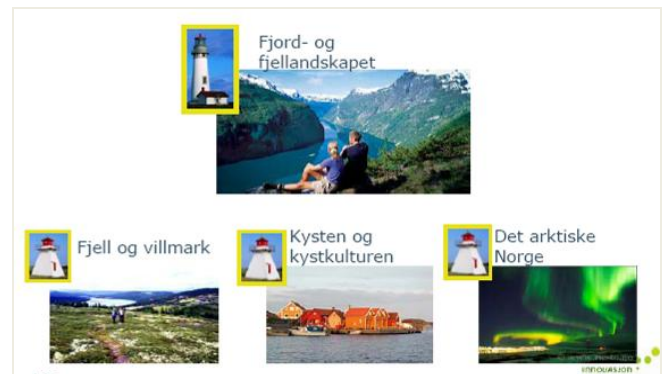 Fjord- og
fjellandskapet
Fjell og villmark
Kysten og
kystkulturen
Det arktiske
Norge
INNOVASJON